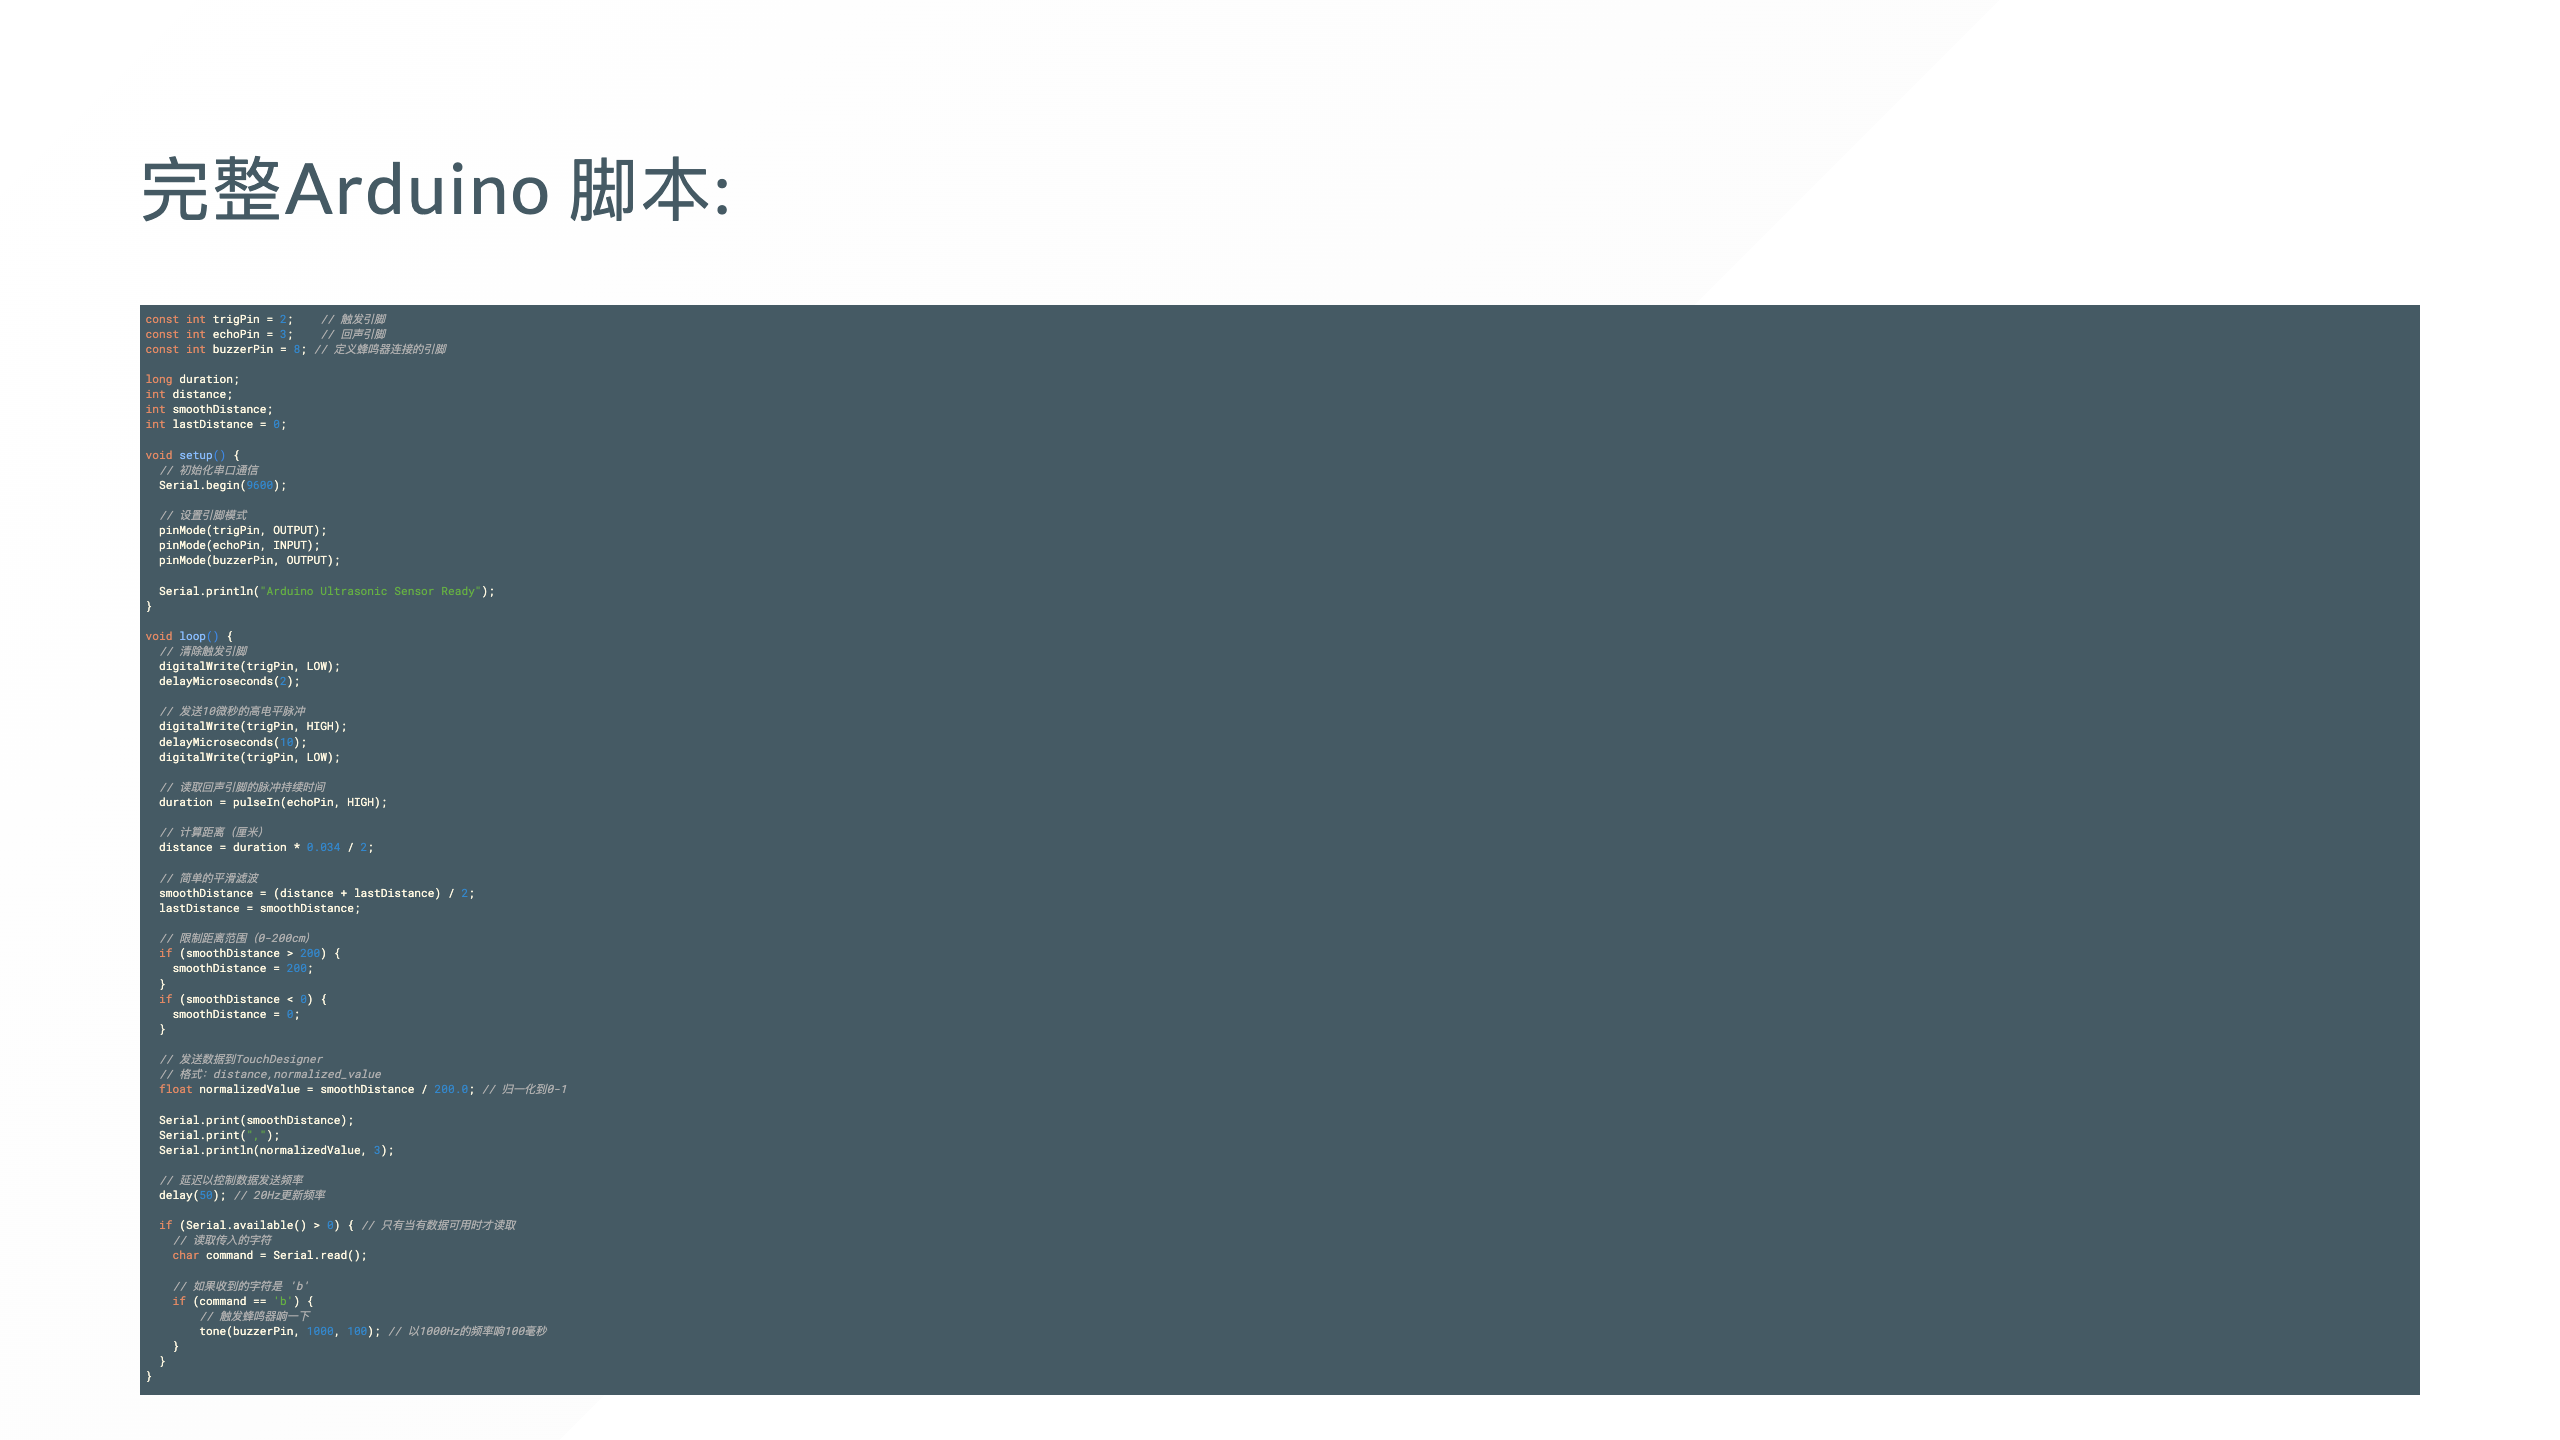 完整Arduino 脚本:
const int trigPin = 2;    // 触发引脚
const int echoPin = 3;    // 回声引脚
const int buzzerPin = 8; // 定义蜂鸣器连接的引脚
long duration;
int distance;
int smoothDistance;
int lastDistance = 0;
void setup() {
  // 初始化串口通信
  Serial.begin(9600);
  // 设置引脚模式
  pinMode(trigPin, OUTPUT);
  pinMode(echoPin, INPUT);
  pinMode(buzzerPin, OUTPUT);
  Serial.println("Arduino Ultrasonic Sensor Ready");
}
void loop() {
  // 清除触发引脚
  digitalWrite(trigPin, LOW);
  delayMicroseconds(2);
  // 发送10微秒的高电平脉冲
  digitalWrite(trigPin, HIGH);
  delayMicroseconds(10);
  digitalWrite(trigPin, LOW);
  // 读取回声引脚的脉冲持续时间
  duration = pulseIn(echoPin, HIGH);
  // 计算距离（厘米）
  distance = duration * 0.034 / 2;
  // 简单的平滑滤波
  smoothDistance = (distance + lastDistance) / 2;
  lastDistance = smoothDistance;
  // 限制距离范围（0-200cm）
  if (smoothDistance > 200) {
    smoothDistance = 200;
  }
  if (smoothDistance < 0) {
    smoothDistance = 0;
  }
  // 发送数据到TouchDesigner
  // 格式：distance,normalized_value
  float normalizedValue = smoothDistance / 200.0; // 归一化到0-1
  Serial.print(smoothDistance);
  Serial.print(",");
  Serial.println(normalizedValue, 3);
  // 延迟以控制数据发送频率
  delay(50); // 20Hz更新频率
  if (Serial.available() > 0) { // 只有当有数据可用时才读取
    // 读取传入的字符
    char command = Serial.read();
    // 如果收到的字符是 'b'
    if (command == 'b') {
        // 触发蜂鸣器响一下
        tone(buzzerPin, 1000, 100); // 以1000Hz的频率响100毫秒
    }
  }
}